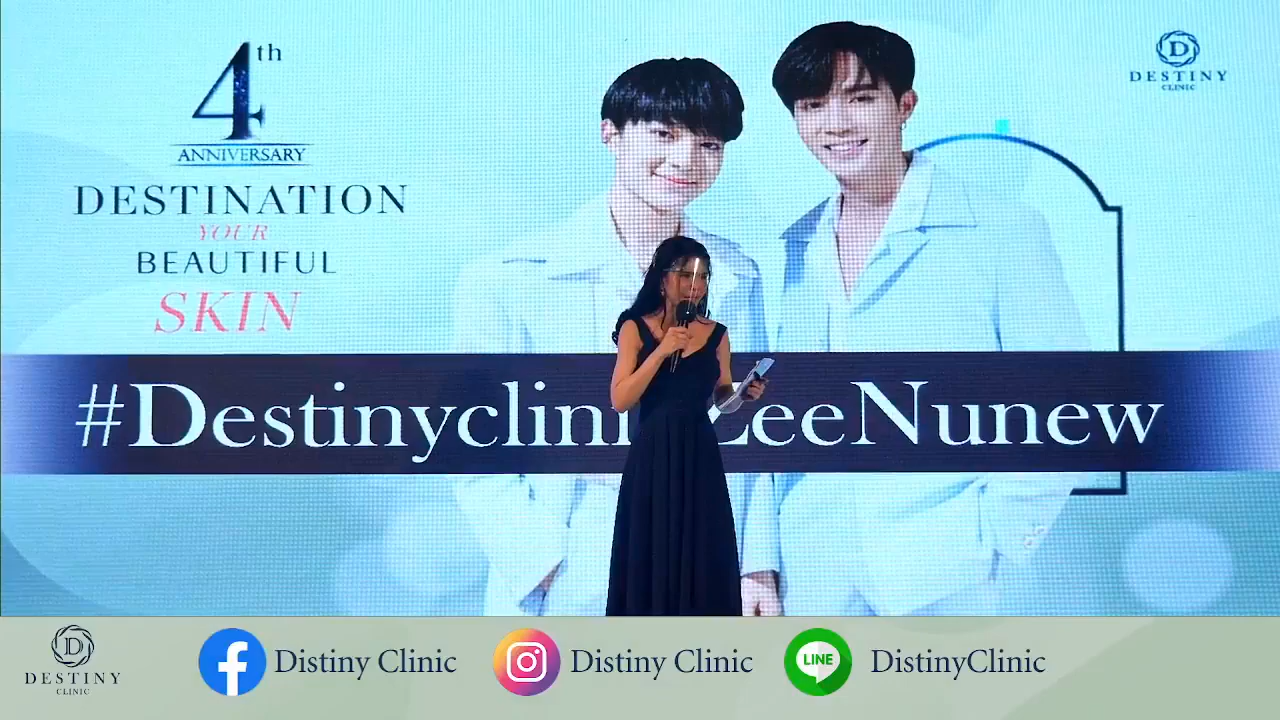 4th
ANNIVERSARY
DESTINATION
YOUR
BEAUTIFUL
SKIN
D
DESTINY
CLINIC
#Destinyclini eeNunew
D
DESTINY
CLINIC
Distiny Clinic
Distiny Clinic
LINE
DistinyClinic